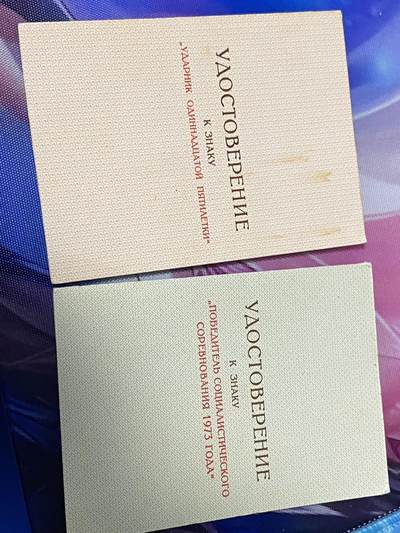 УДОСТОВЕРЕНИЕ
К ЗНАКУ
„УДАРНИК ОДИННАДЦАТОЙ ПЯТИЛЕТКИ“
УДОСТОВЕРЕНИЕ
К ЗНАКУ
„ПОБЕДИТЕЛЬ СОЦИАЛИСТИЧЕСКОГО
СОРЕВНОВАНИЯ 1973 ГОДА“